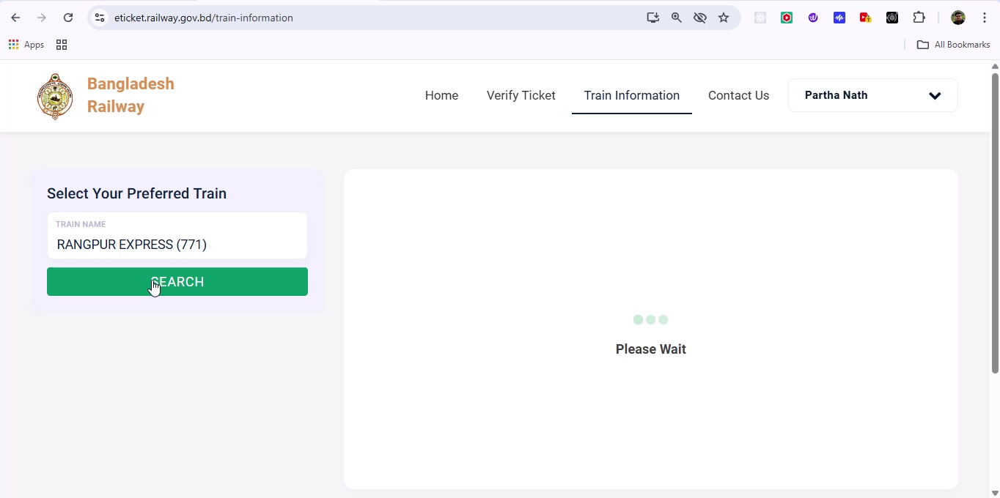 eticket.railway.gov.bd/train-information
Apps
All Bookmarks
Bangladesh
Railway
Home
Verify Ticket
Train Information
Contact Us
Partha Nath
Select Your Preferred Train
TRAIN NAME
RANGPUR EXPRESS (771)
SEARCH
Please Wait